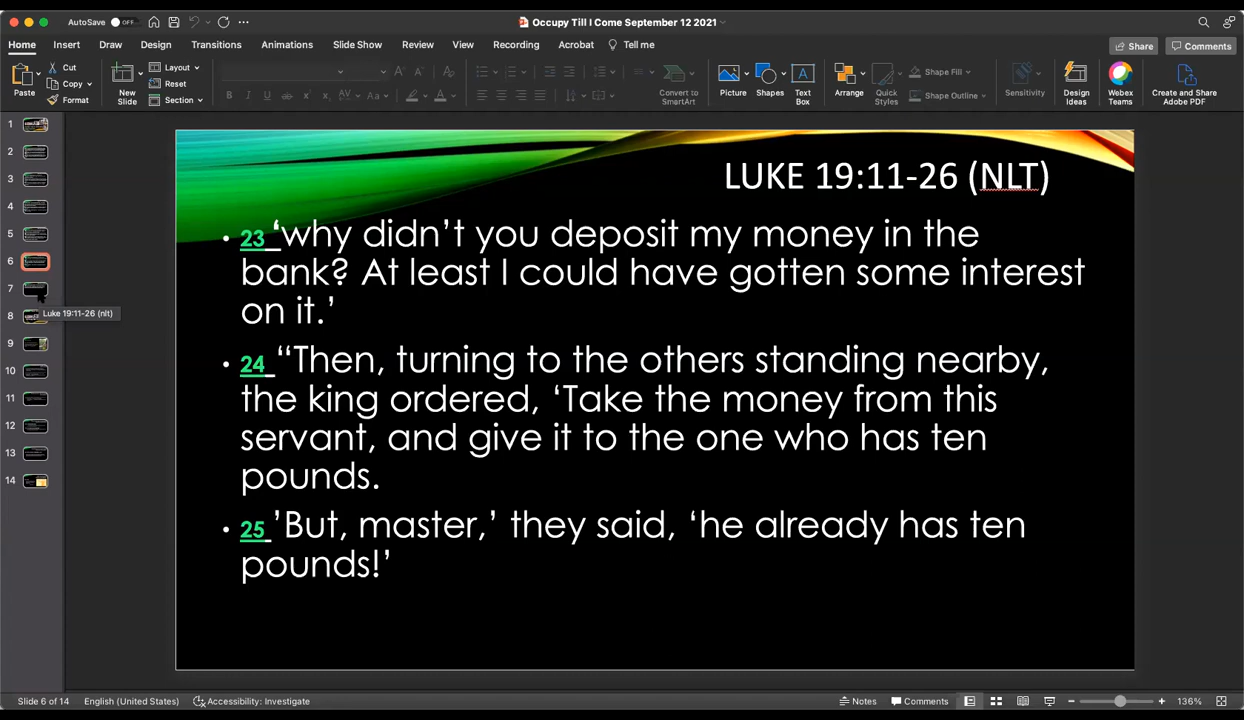 AutoSave OFF
Occupy Till I Come September 12 2021
Home Insert Draw Design Transitions Animations Slide Show Review View Recording Acrobat Tell me
Share Comments
Paste
Cut
Copy
Format
New Slide
Layout
Reset
Section
Convert to SmartArt
Picture
Shapes
Text Box
Arrange
Quick Styles
Shape Fill
Shape Outline
Sensitivity
Design Ideas
Webex Teams
Create and Share Adobe PDF
1
2
3
4
5
6
7
Luke 19:11-26 (nlt)
8
9
10
11
12
13
14
LUKE 19:11-26 (NLT)
• 23 ‘why didn’t you deposit my money in the
bank? At least I could have gotten some interest
on it.’
• 24 “Then, turning to the others standing nearby,
the king ordered, ‘Take the money from this
servant, and give it to the one who has ten
pounds.
• 25 ’But, master,’ they said, ‘he already has ten
pounds!’
Slide 6 of 14 English (United States) Accessibility: Investigate
Notes Comments 136%